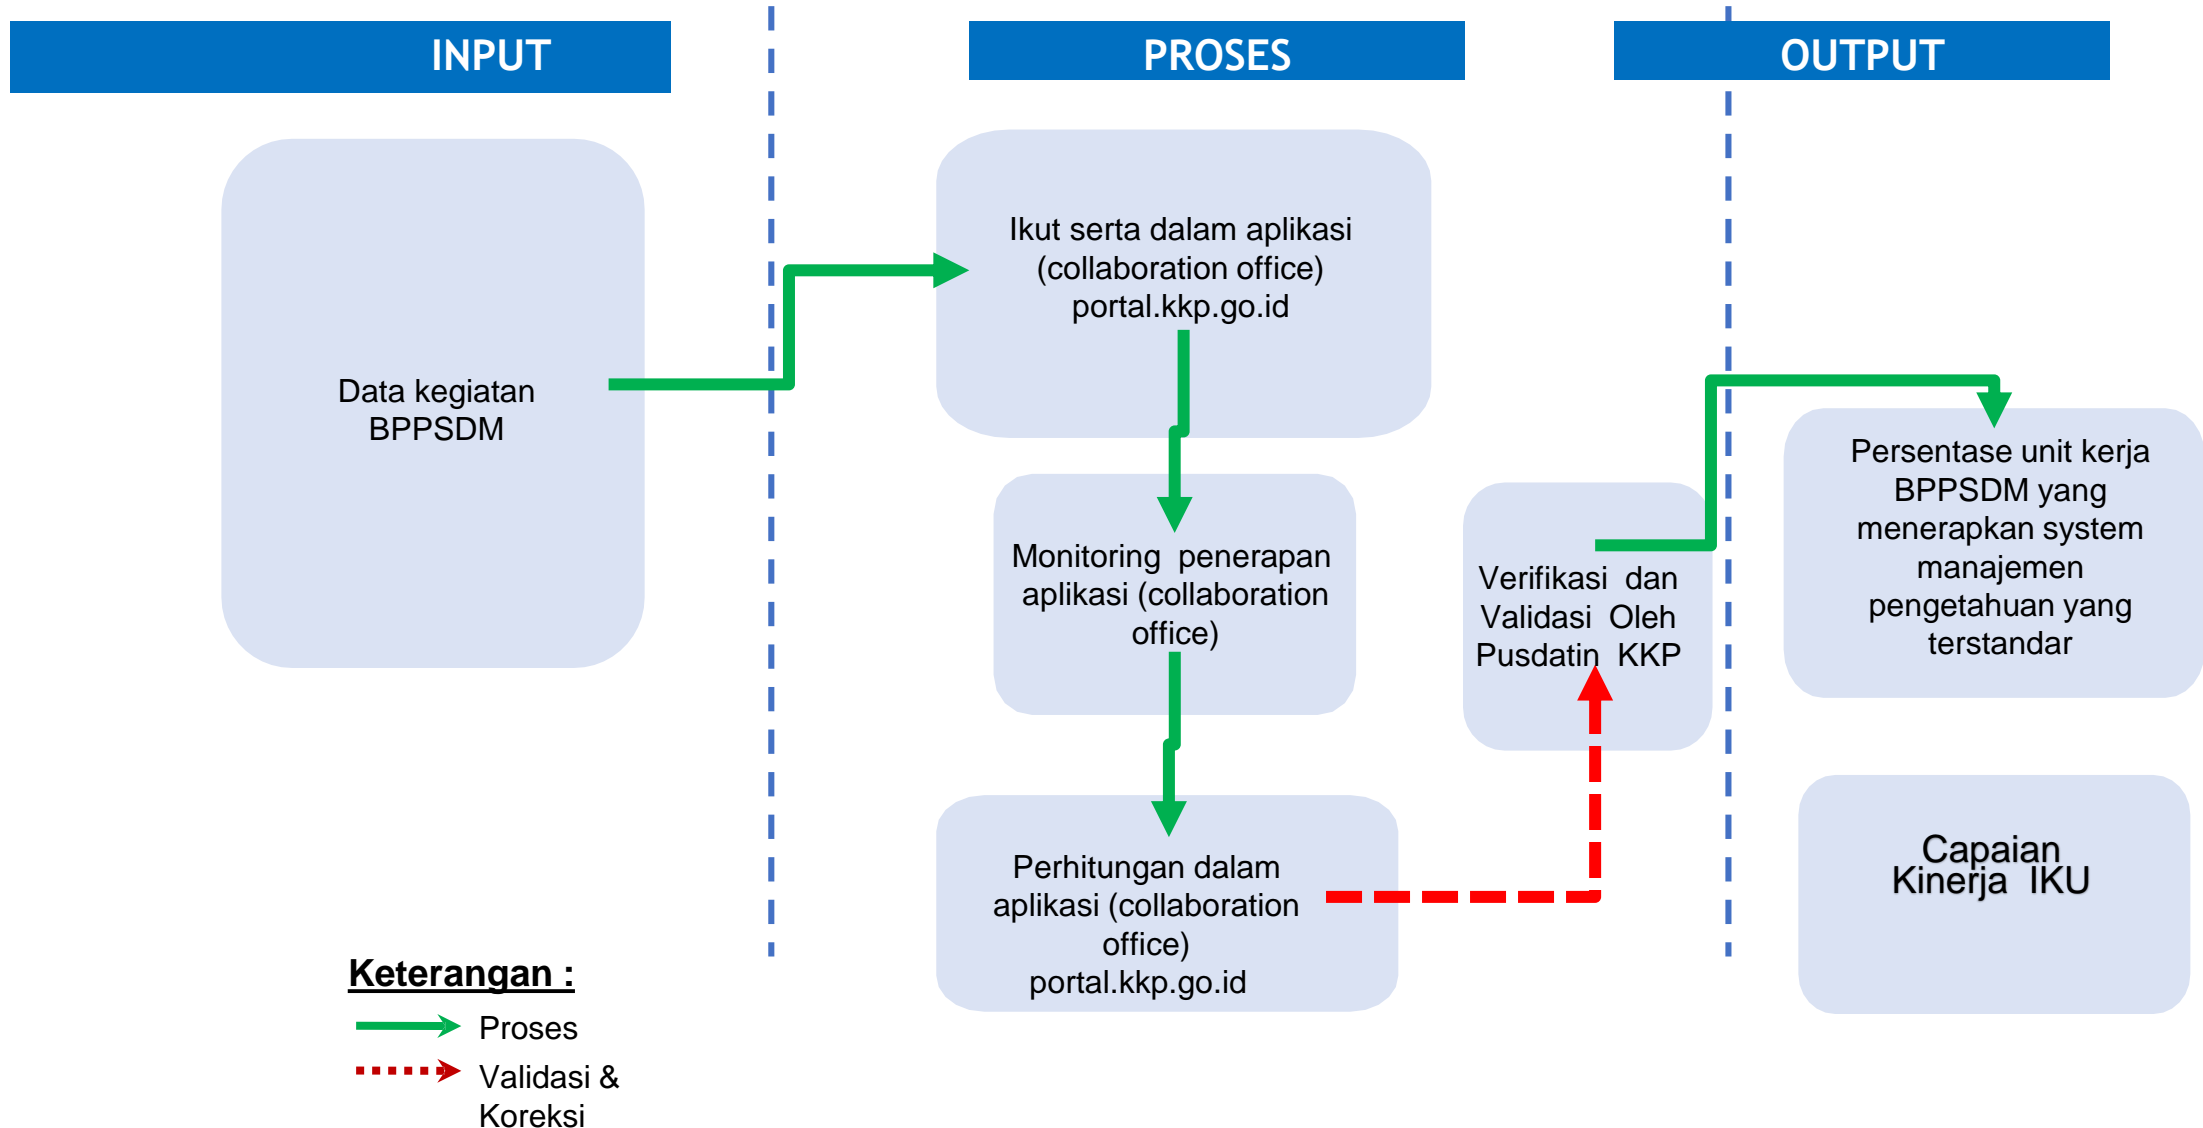 INPUT
PROSES
OUTPUT
Data kegiatan
BPPSDM
Ikut serta dalam aplikasi
(collaboration office)
portal.kkp.go.id
Monitoring penerapan
aplikasi (collaboration
office)
Perhitungan dalam
aplikasi (collaboration
office)
portal.kkp.go.id
Verifikasi dan
Validasi Oleh
Pusdatin KKP
Persentase unit kerja
BPPSDM yang
menerapkan system
manajemen
pengetahuan yang
terstandar
Capaian
Kinerja IKU
Keterangan :
Proses
Validasi &
Koreksi